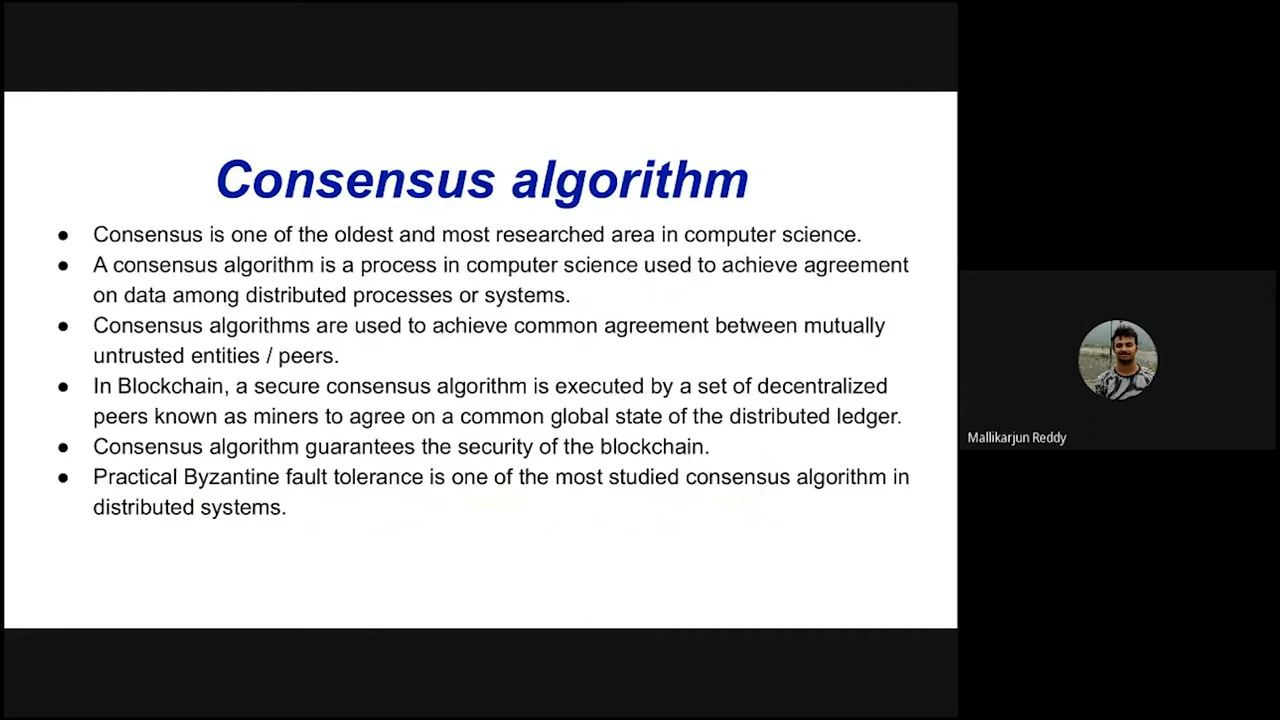 Consensus algorithm
● Consensus is one of the oldest and most researched area in computer science.
● A consensus algorithm is a process in computer science used to achieve agreement
on data among distributed processes or systems.
● Consensus algorithms are used to achieve common agreement between mutually
untrusted entities / peers.
● In Blockchain, a secure consensus algorithm is executed by a set of decentralized
peers known as miners to agree on a common global state of the distributed ledger.
● Consensus algorithm guarantees the security of the blockchain.
● Practical Byzantine fault tolerance is one of the most studied consensus algorithm in
distributed systems.
Mallikarjun Reddy